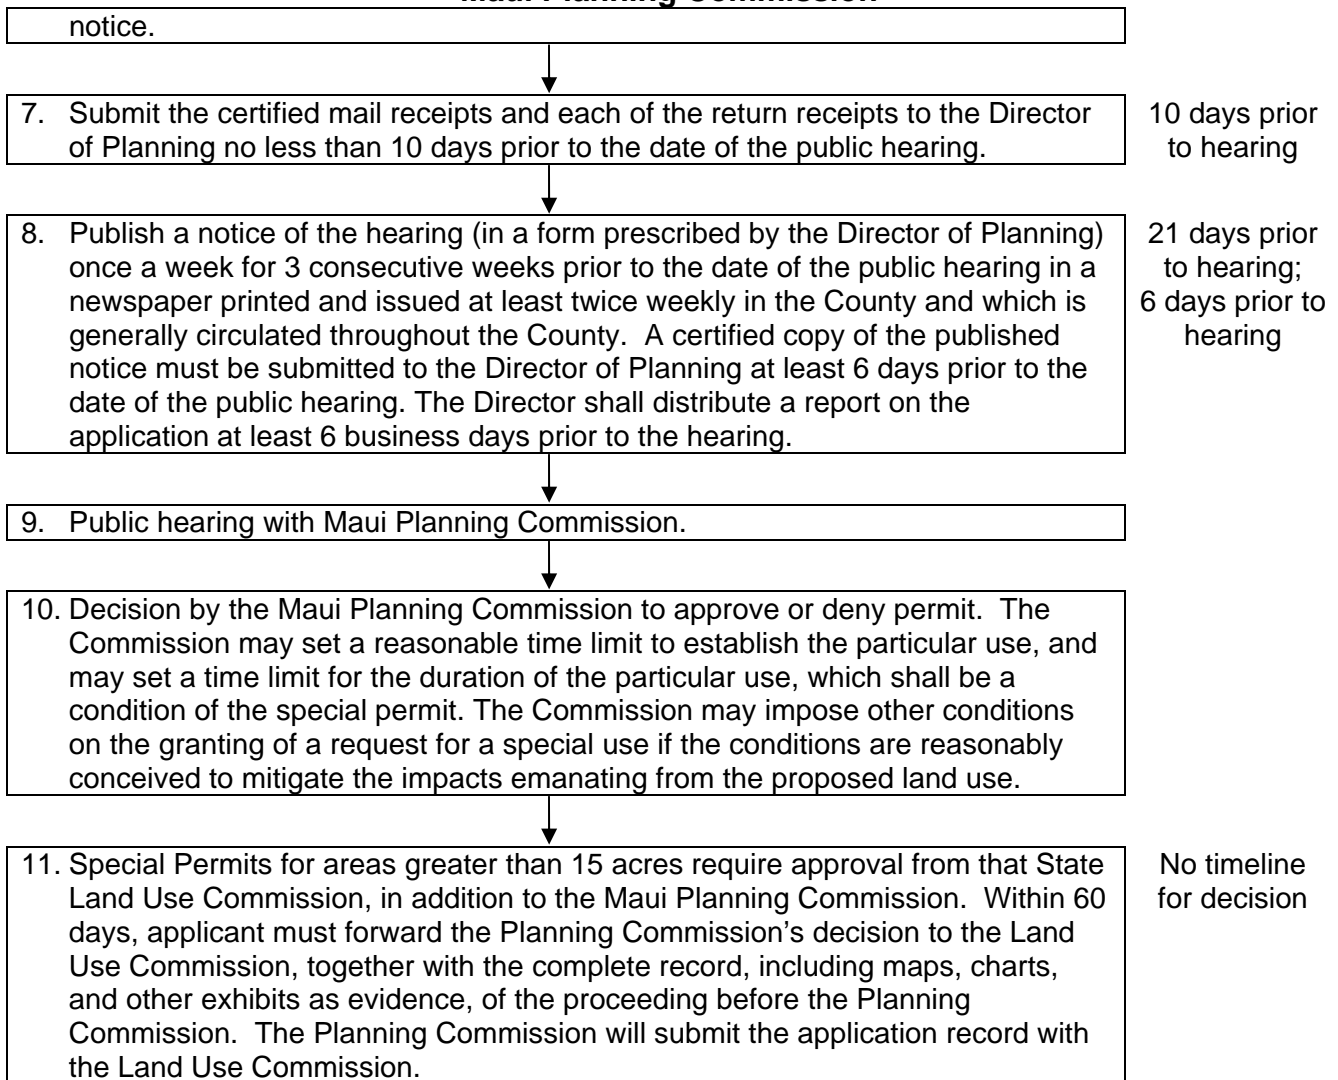 Maui Planning Commission
notice.
7. Submit the certified mail receipts and each of the return receipts to the Director
of Planning no less than 10 days prior to the date of the public hearing.
10 days prior
to hearing
8. Publish a notice of the hearing (in a form prescribed by the Director of Planning)
once a week for 3 consecutive weeks prior to the date of the public hearing in a
newspaper printed and issued at least twice weekly in the County and which is
generally circulated throughout the County. A certified copy of the published
notice must be submitted to the Director of Planning at least 6 days prior to the
date of the public hearing. The Director shall distribute a report on the
application at least 6 business days prior to the hearing.
21 days prior
to hearing;
6 days prior to
hearing
9. Public hearing with Maui Planning Commission.
10. Decision by the Maui Planning Commission to approve or deny permit. The
Commission may set a reasonable time limit to establish the particular use, and
may set a time limit for the duration of the particular use, which shall be a
condition of the special permit. The Commission may impose other conditions
on the granting of a request for a special use if the conditions are reasonably
conceived to mitigate the impacts emanating from the proposed land use.
11. Special Permits for areas greater than 15 acres require approval from that State
Land Use Commission, in addition to the Maui Planning Commission. Within 60
days, applicant must forward the Planning Commission's decision to the Land
Use Commission, together with the complete record, including maps, charts,
and other exhibits as evidence, of the proceeding before the Planning
Commission. The Planning Commission will submit the application record with
the Land Use Commission.
No timeline
for decision